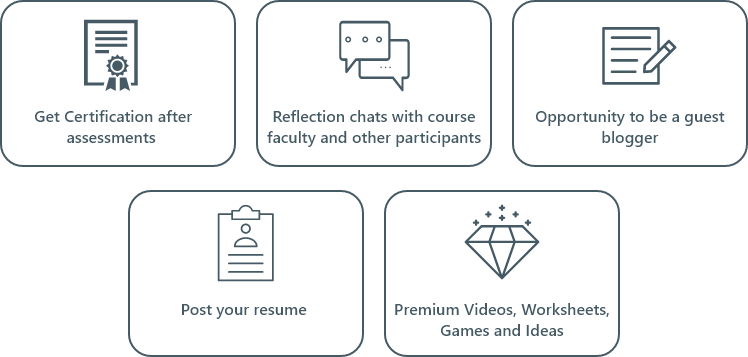 Get Certification after
assessments
Reflection chats with course
faculty and other participants
Opportunity to be a guest
blogger
Post your resume
Premium Videos, Worksheets,
Games and Ideas